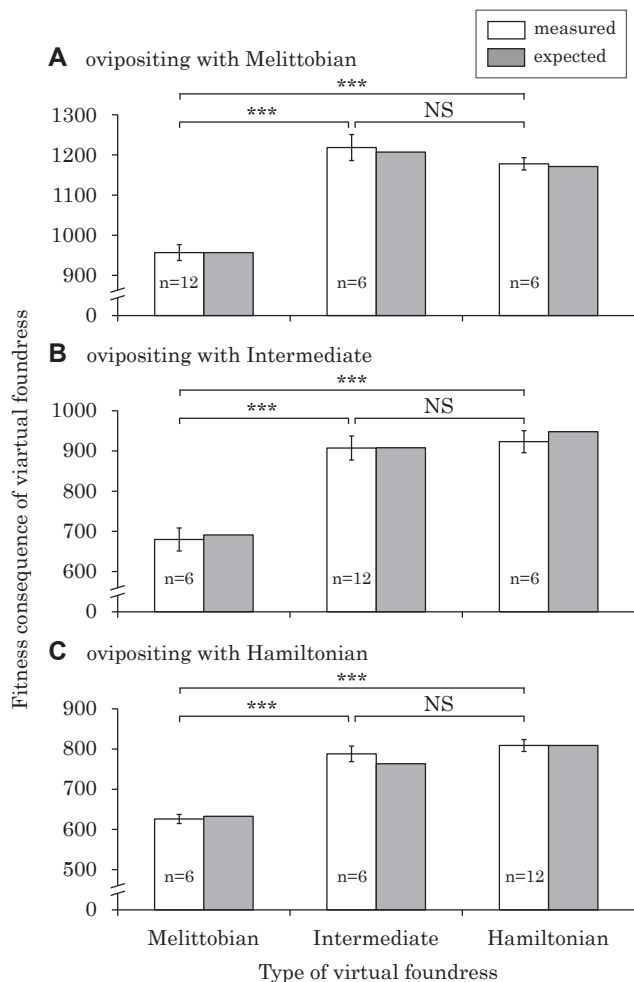 measured
expected
A ovipositing with Melittobian
***
*** NS
1300
1200
1100
1000
900
0
n=12 n=6 n=6
B ovipositing with Intermediate
***
*** NS
1000
900
800
700
600
0
n=6 n=12 n=6
C ovipositing with Hamiltonian
***
*** NS
900
800
700
600
500
0
n=6 n=6 n=12
Melittobian Intermediate Hamiltonian
Type of virtual foundress
Fitness consequence of viartual foundress